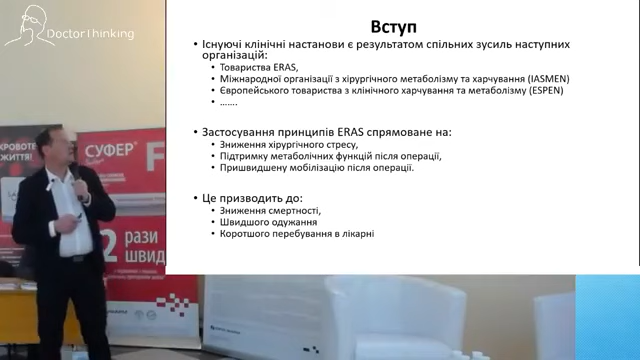 DoctorThinking
Вступ
Існуючі клінічні настанови є результатом спільних зусиль наступних
організацій:
Товариства ERAS,
Міжнародної організації з хірургічного метаболізму та харчування (IASMEN)
Європейського товариства з клінічного харчування та метаболізму (ESPEN)
.......
Застосування принципів ERAS спрямоване на:
Зниження хірургічного стресу,
Підтримку метаболічних функцій після операції,
Пришвидшену мобілізацію після операції.
Це призводить до:
Зниження смертності,
Швидшого одужання
Коротшого перебування в лікарні
КРОВОТЕ
ЖИТТЯ!
СУФЕР®
F
2 рази
швид